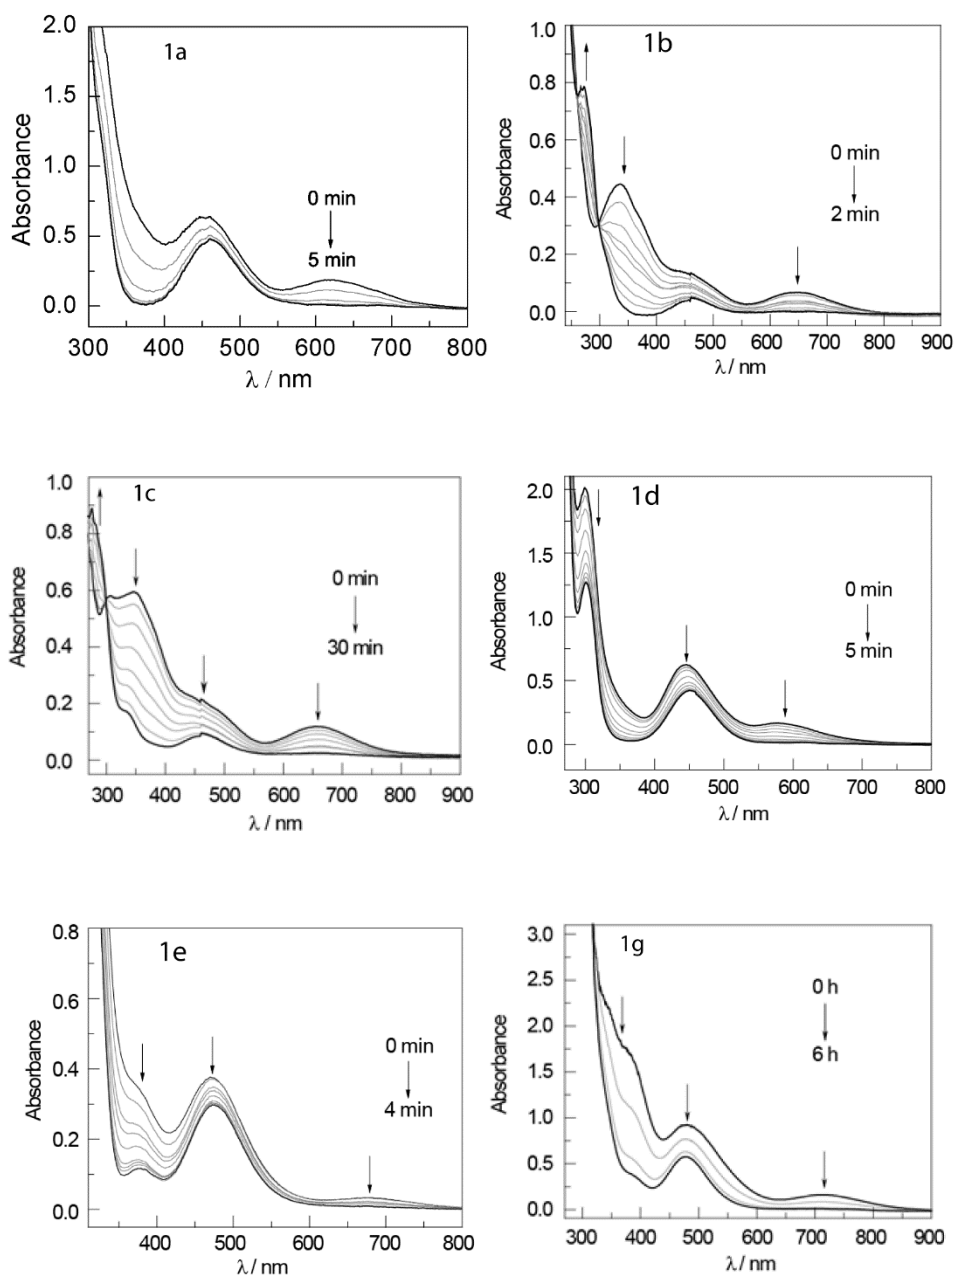 1a
2.0
1.5
1.0
0.5
0.0
Absorbance
0 min
5 min
300 400 500 600 700 800
λ / nm
1b
1.0
0.8
0.6
0.4
0.2
0.0
Absorbance
0 min
2 min
300 400 500 600 700 800 900
λ / nm
1c
1.0
0.8
0.6
0.4
0.2
0.0
Absorbance
0 min
30 min
300 400 500 600 700 800 900
λ / nm
1d
2.0
1.5
1.0
0.5
0.0
Absorbance
0 min
5 min
300 400 500 600 700 800
λ / nm
1e
0.8
0.6
0.4
0.2
0.0
Absorbance
0 min
4 min
400 500 600 700 800
λ / nm
1g
3.0
2.5
2.0
1.5
1.0
0.5
0.0
Absorbance
0 h
6 h
300 400 500 600 700 800 900
λ / nm